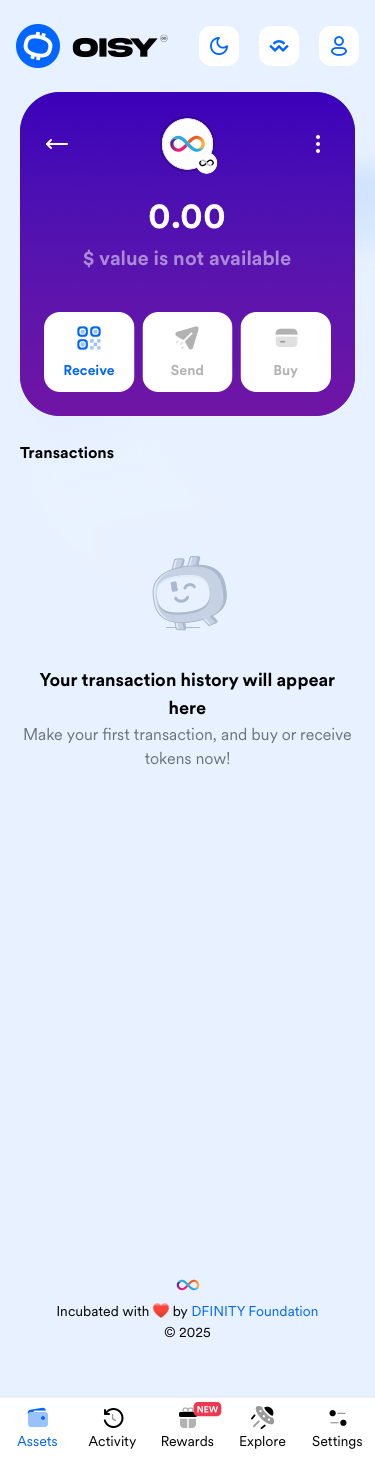 OISY
0.00
$ value is not available
Receive
Send
Buy
Transactions
Your transaction history will appear
here
Make your first transaction, and buy or receive
tokens now!
Incubated with ❤️ by DFINITY Foundation
© 2025
NEW
Assets
Activity
Rewards
Explore
Settings